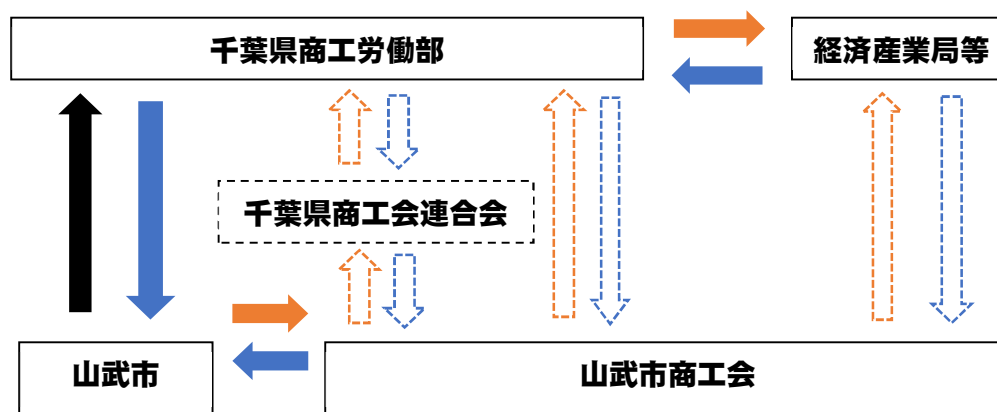 千葉県商工労働部
経済産業局等
千葉県商工会連合会
山武市
山武市商工会